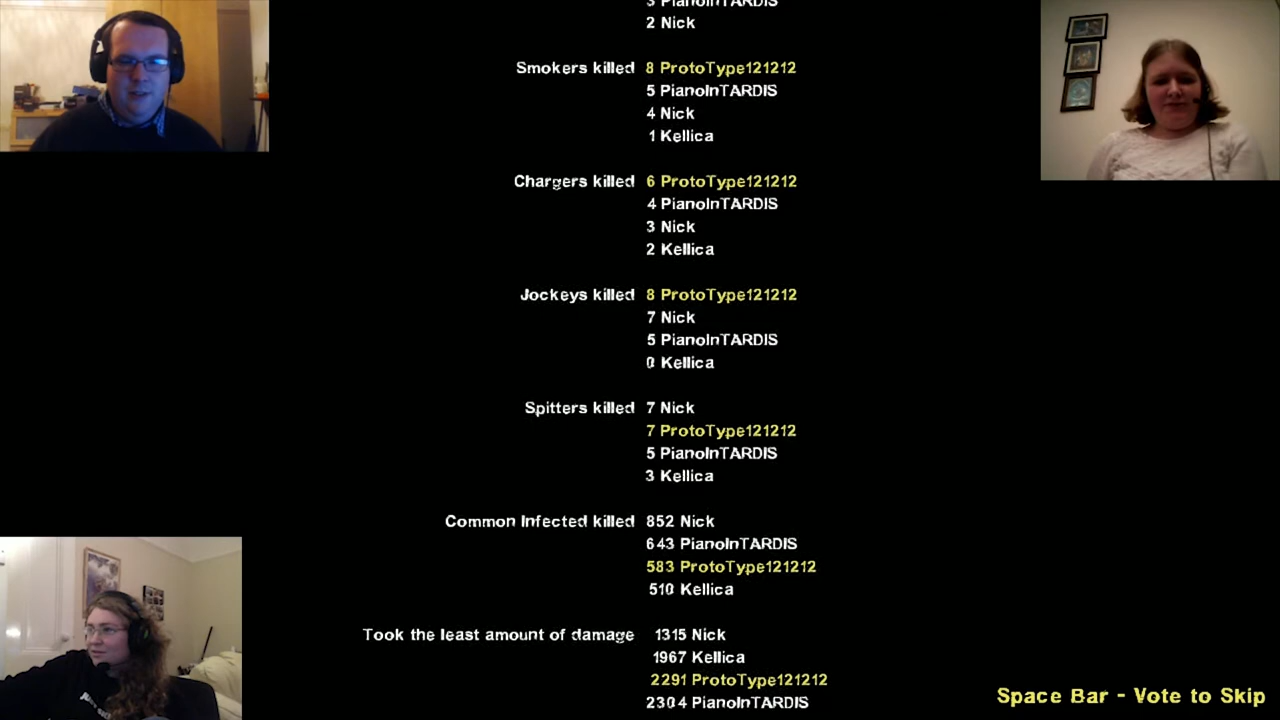 3 PianoInTARDIS
2 Nick
Smokers killed 8 ProtoType121212
5 PianoInTARDIS
4 Nick
1 Kellica
Chargers killed 6 ProtoType121212
4 PianoInTARDIS
3 Nick
2 Kellica
Jockeys killed 8 ProtoType121212
7 Nick
5 PianoInTARDIS
0 Kellica
Spitters killed 7 Nick
7 ProtoType121212
5 PianoInTARDIS
3 Kellica
Common Infected killed 852 Nick
643 PianoInTARDIS
583 ProtoType121212
510 Kellica
Took the least amount of damage 1315 Nick
1967 Kellica
2291 ProtoType121212
2304 PianoInTARDIS
Space Bar - Vote to Skip